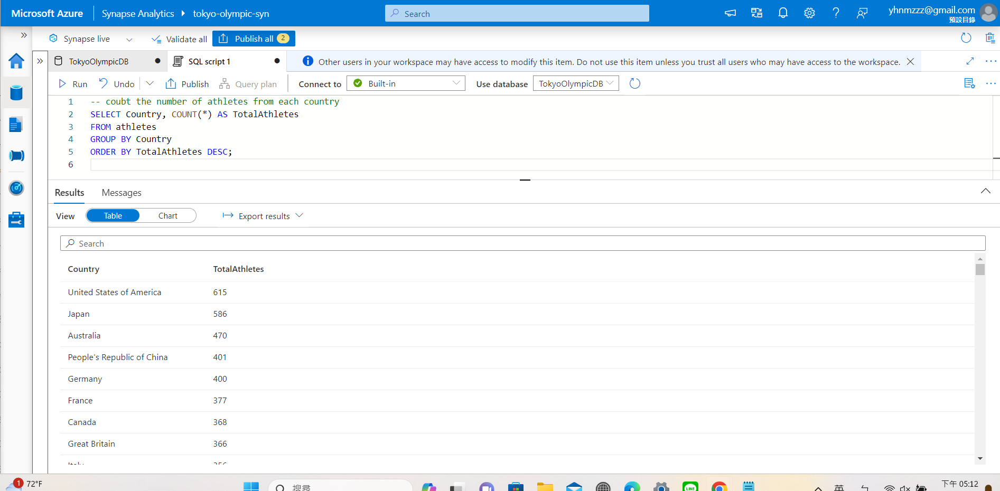 Microsoft Azure Synapse Analytics tokyo-olympic-syn Search yhnmzzz@gmail.com
預設目錄
Synapse live Validate all Publish all 2
TokyoOlympicDB SQL script 1 Other users in your workspace may have access to modify this item. Do not use this item unless you trust all users who may have access to the workspace.
Run Undo Publish Query plan Connect to Built-in Use database TokyoOlympicDB
1 -- coubt the number of athletes from each country
2 SELECT Country, COUNT(*) AS TotalAthletes
3 FROM athletes
4 GROUP BY Country
5 ORDER BY TotalAthletes DESC;
6
Results Messages
View Table Chart Export results
Search
Country TotalAthletes
United States of America 615
Japan 586
Australia 470
People's Republic of China 401
Germany 400
France 377
Canada 368
Great Britain 366
1 72°F 搜尋 LINE 英 下午 05:12